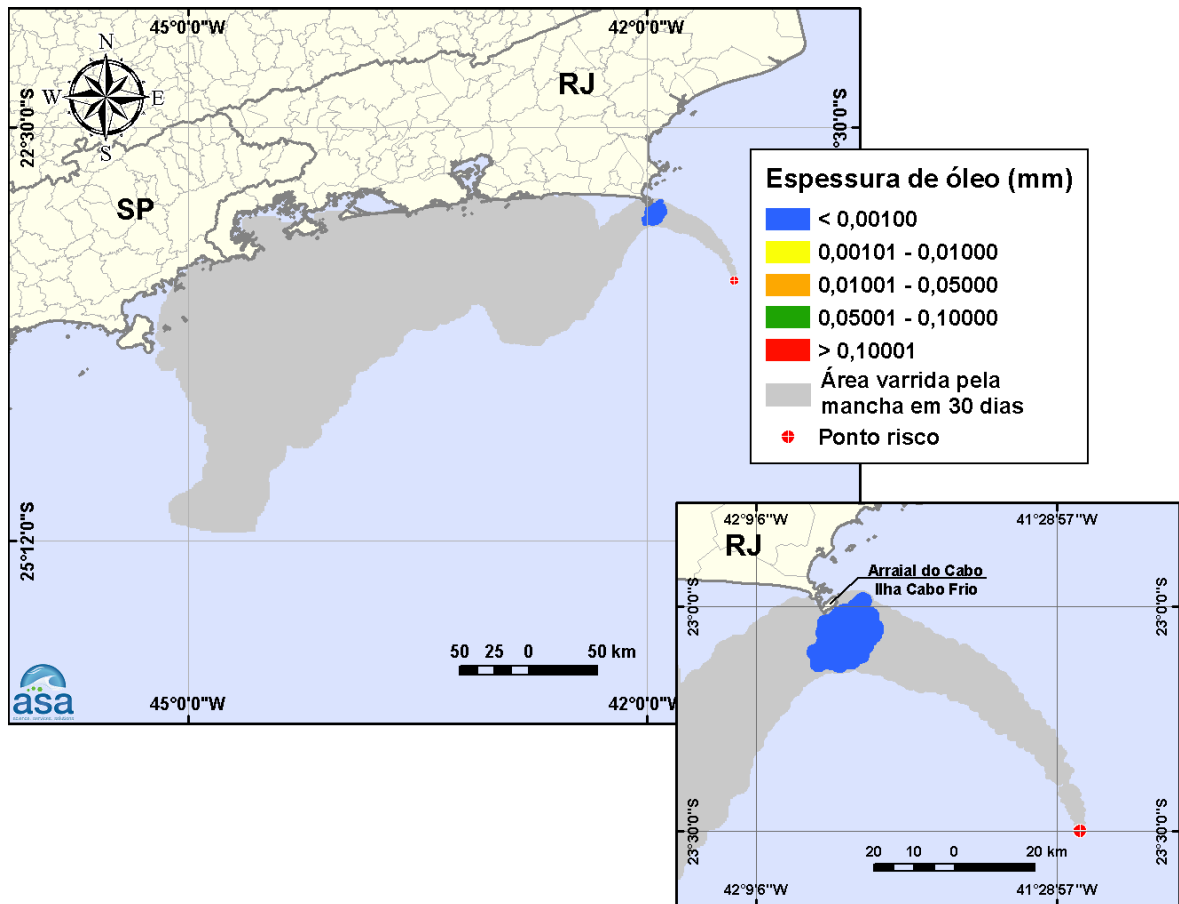 45°0'0"W
42°0'0"W
N
W
E
S
RJ
SP
22°30'0"S
0'0"S
Espessura de óleo (mm)
< 0,00100
0,00101 - 0,01000
0,01001 - 0,05000
0,05001 - 0,10000
> 0,10001
Área varrida pela
mancha em 30 dias
Ponto risco
25°12'0"S
50 25 0 50 km
asa
45°0'0"W
42°0'0"W
42°9'6"W
41°28'57"W
RJ
Arraial do Cabo
Ilha Cabo Frio
23°0'0"S
23°0'0"S
23°30'0"S
23°30'0"S
20 10 0 20 km
42°9'6"W
41°28'57"W